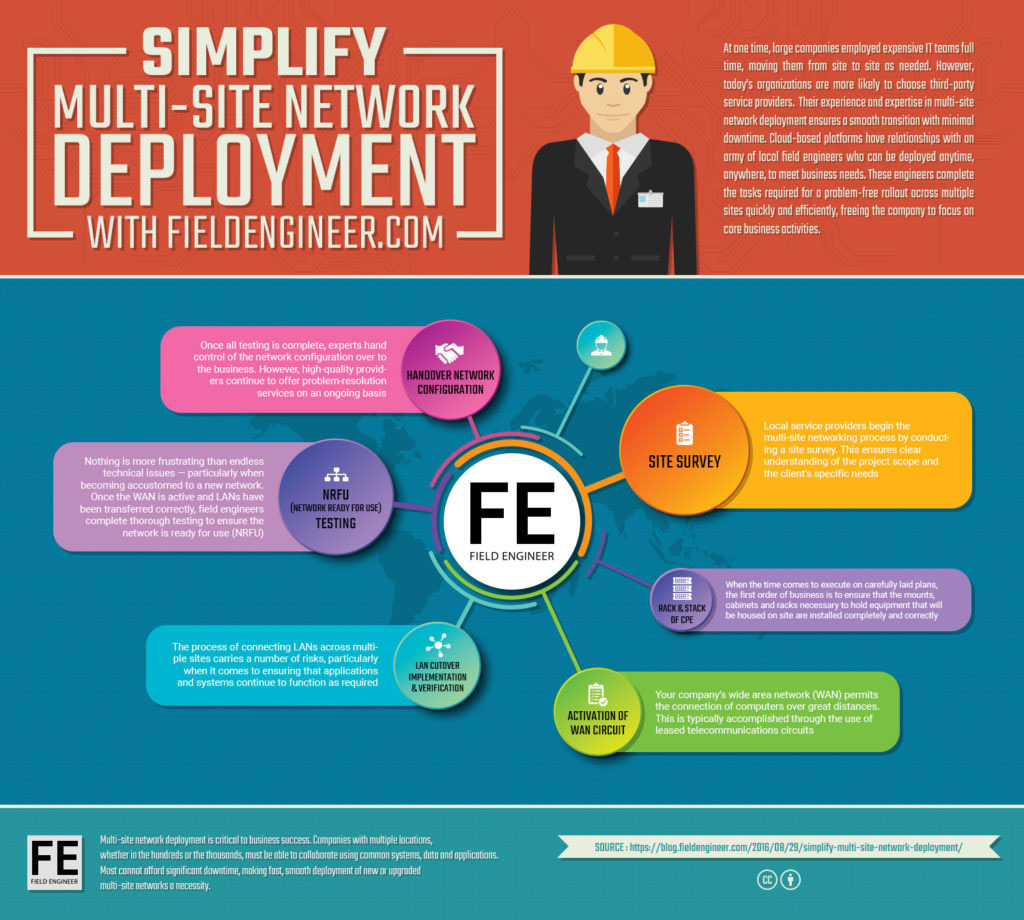 SIMPLIFY
MULTI-SITE NETWORK
DEPLOYMENT
WITH FIELDENGINEER.COM
At one time, large companies employed expensive IT teams full
time, moving them from site to site as needed. However,
today's organizations are more likely to choose third-party
service providers. Their experience and expertise in multi-site
network deployment ensures a smooth transition with minimal
downtime. Cloud-based platforms have relationships with an
army of local field engineers who can be deployed anytime,
anywhere, to meet business needs. These engineers complete
the tasks required for a problem-free rollout across multiple
sites quickly and efficiently, freeing the company to focus on
core business activities.
Once all testing is complete, experts hand
control of the network configuration over to
the business. However, high-quality provid-
ers continue to offer problem-resolution
services on an ongoing basis
HANDOVER NETWORK
CONFIGURATION
SITE SURVEY
Local service providers begin the
multi-site networking process by conduct-
ing a site survey. This ensures clear
understanding of the project scope and
the client's specific needs
Nothing is more frustrating than endless
technical issues — particularly when
becoming accustomed to a new network.
Once the WAN is active and LANs have
been transferred correctly, field engineers
complete thorough testing to ensure the
network is ready for use (NRFU)
NRFU
(NETWORK READY FOR USE)
TESTING
FE
FIELD ENGINEER
RACK & STACK
OF CPE
When the time comes to execute on carefully laid plans,
the first order of business is to ensure that the mounts,
cabinets and racks necessary to hold equipment that will
be housed on site are installed completely and correctly
The process of connecting LANs across multi-
ple sites carries a number of risks, particularly
when it comes to ensuring that applications
and systems continue to function as required
LAN CUTOVER
IMPLEMENTATION
& VERIFICATION
ACTIVATION OF
WAN CIRCUIT
Your company's wide area network (WAN) permits
the connection of computers over great distances.
This is typically accomplished through the use of
leased telecommunications circuits
FE
FIELD ENGINEER
Multi-site network deployment is critical to business success. Companies with multiple locations,
whether in the hundreds or the thousands, must be able to collaborate using common systems, data and applications.
Most cannot afford significant downtime, making fast, smooth deployment of new or upgraded
multi-site networks a necessity.
SOURCE : https://blog.fieldengineer.com/2016/08/29/simplify-multi-site-network-deployment/
CC